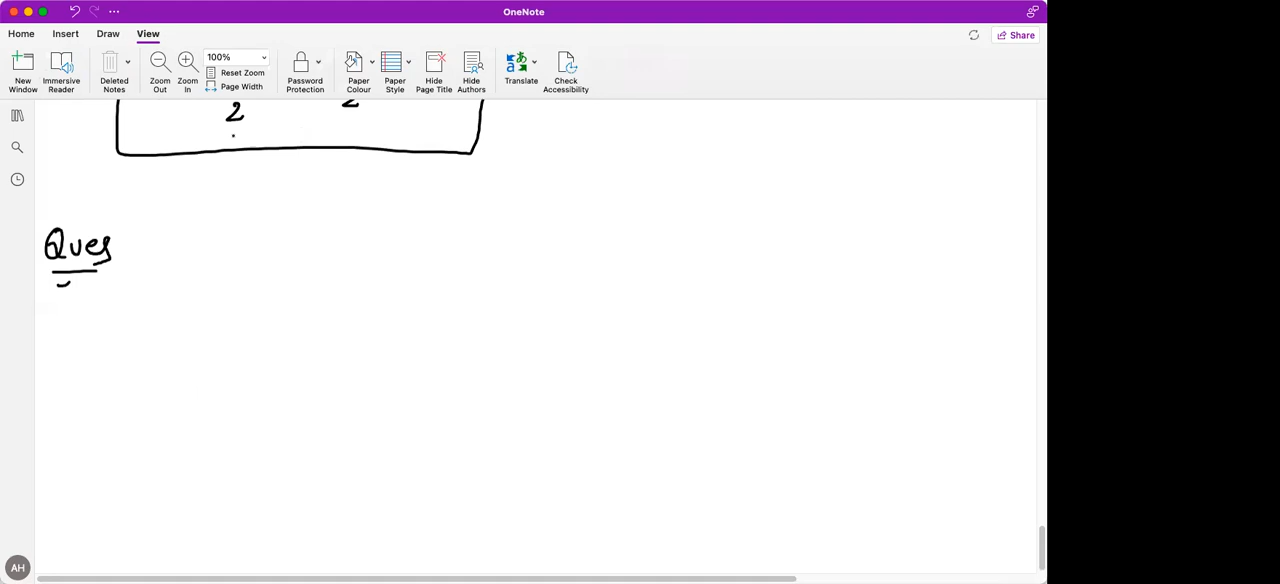 OneNote
Home Insert Draw View Share
100%
Reset Zoom
Page Width
New Window
Immersive Reader
Deleted Notes
Zoom Out
Zoom In
Password Protection
Paper Colour
Paper Style
Hide Page Title
Hide Authors
Translate
Check Accessibility
2 2
Ques
AH